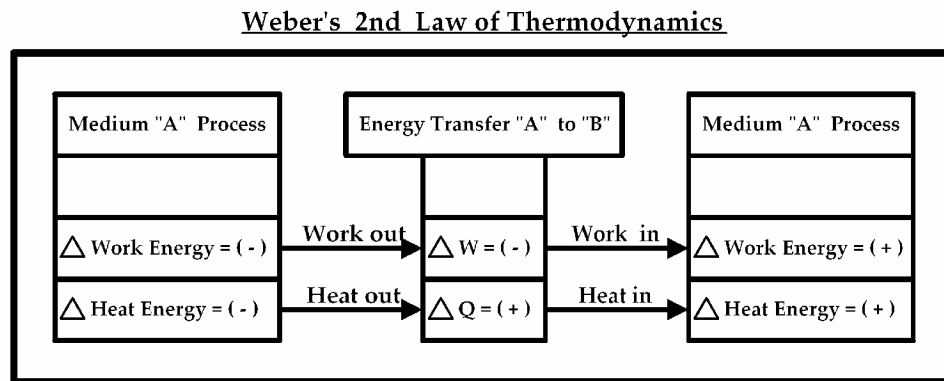 Weber's 2nd Law of Thermodynamics
Medium "A" Process
Energy Transfer "A" to "B"
Medium "A" Process
△ Work Energy = ( - )
Work out
△ W = ( - )
Work in
△ Work Energy = ( + )
△ Heat Energy = ( - )
Heat out
△ Q = ( + )
Heat in
△ Heat Energy = ( + )